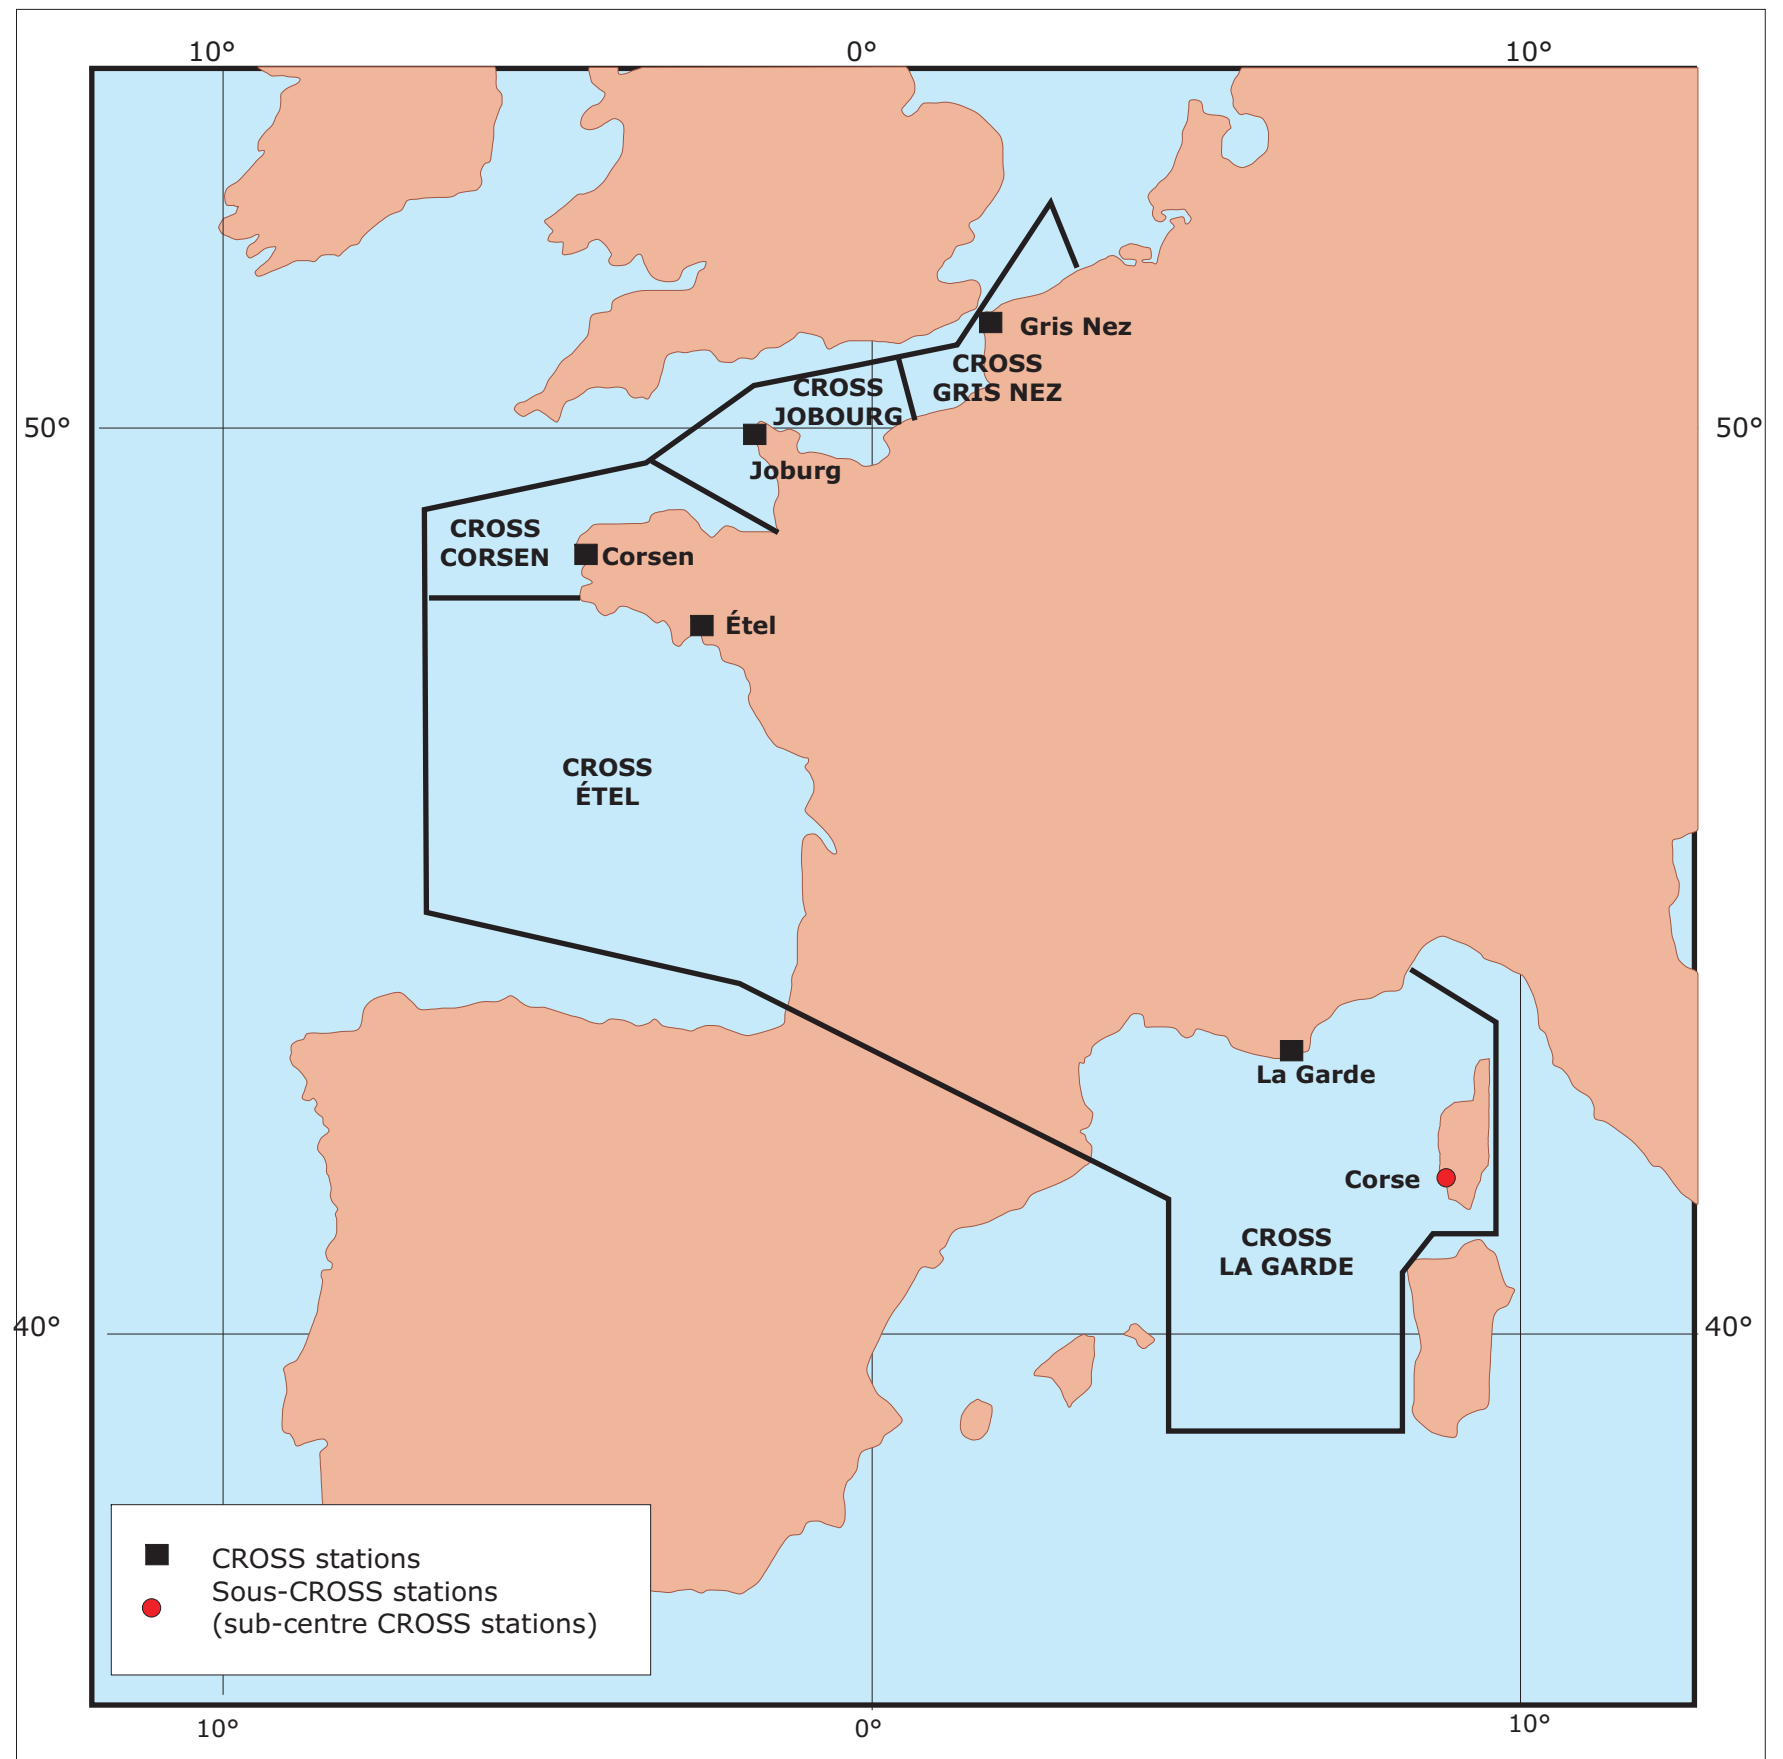 10°
0°
10°
Gris Nez
CROSS
GRIS NEZ
CROSS
JOBOURG
50°
50°
Joburg
CROSS
CORSEN
Corsen
Étel
CROSS
ÉTEL
La Garde
Corse
CROSS
LA GARDE
40°
40°
CROSS stations
Sous-CROSS stations
(sub-centre CROSS stations)
10°
0°
10°